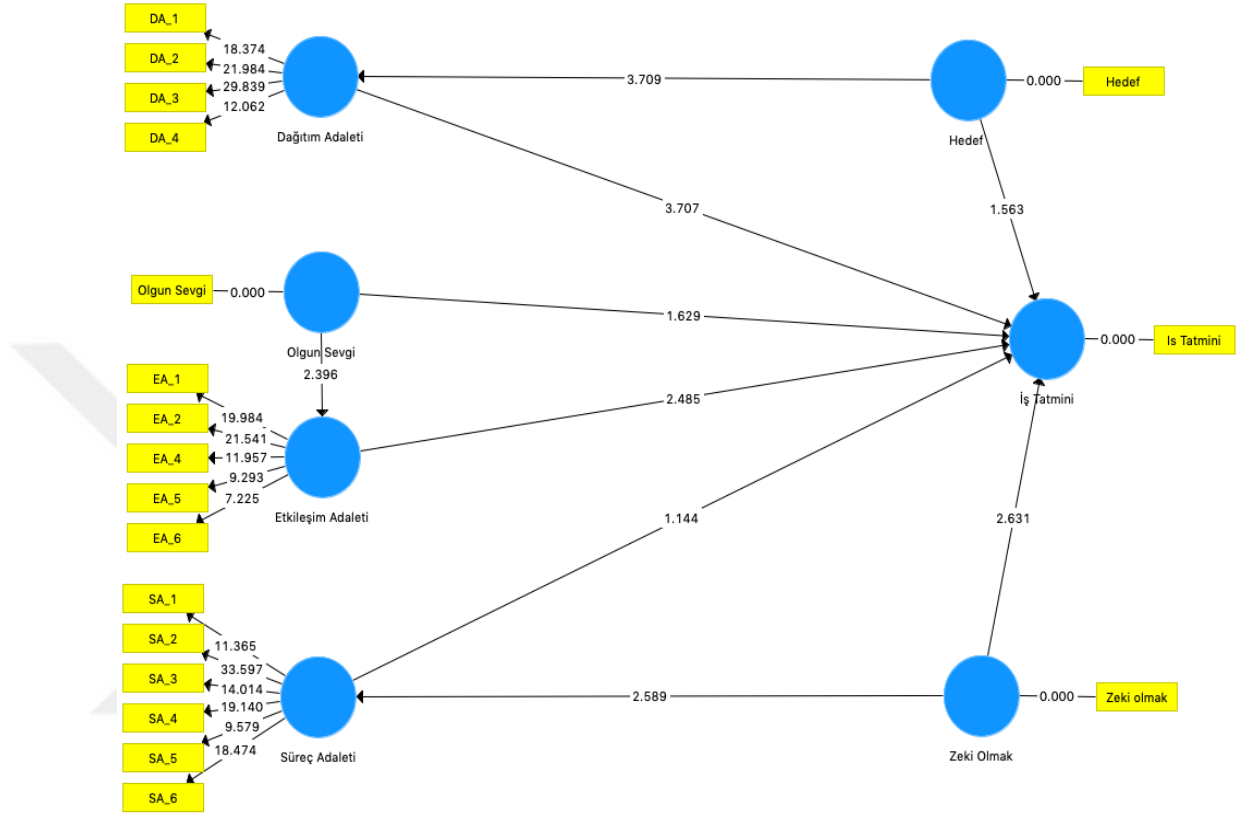 DA_1
DA_2
DA_3
DA_4
18.374
21.984
29.839
12.062
Dağıtım Adaleti
3.709
Hedef
0.000
Hedef
3.707
1.563
Olgun Sevgi
0.000
Olgun Sevgi
1.629
2.396
İş Tatmini
0.000
Is Tatmini
EA_1
EA_2
EA_4
EA_5
EA_6
19.984
21.541
11.957
9.293
7.225
Etkileşim Adaleti
2.485
1.144
2.631
SA_1
SA_2
SA_3
SA_4
SA_5
SA_6
11.365
33.597
14.014
19.140
9.579
18.474
Süreç Adaleti
2.589
Zeki Olmak
0.000
Zeki olmak